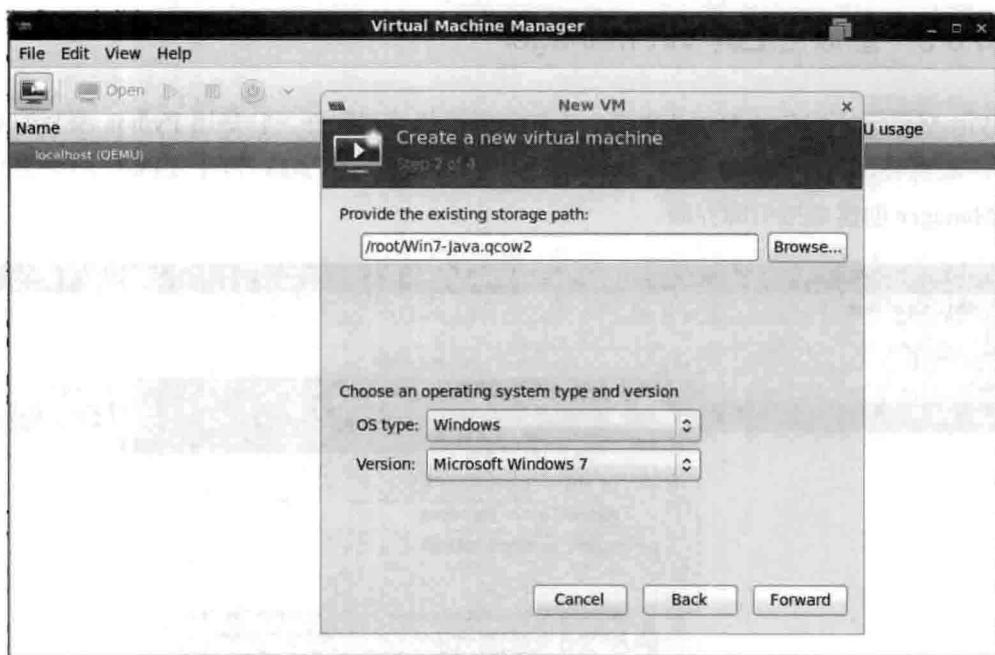 Virtual Machine Manager
File Edit View Help
Open
Name
U usage
localhost (QEMU)
New VM
Create a new virtual machine
Step 2 of 4
Provide the existing storage path:
/root/Win7-Java.qcow2
Browse...
Choose an operating system type and version
OS type: Windows
Version: Microsoft Windows 7
Cancel Back Forward